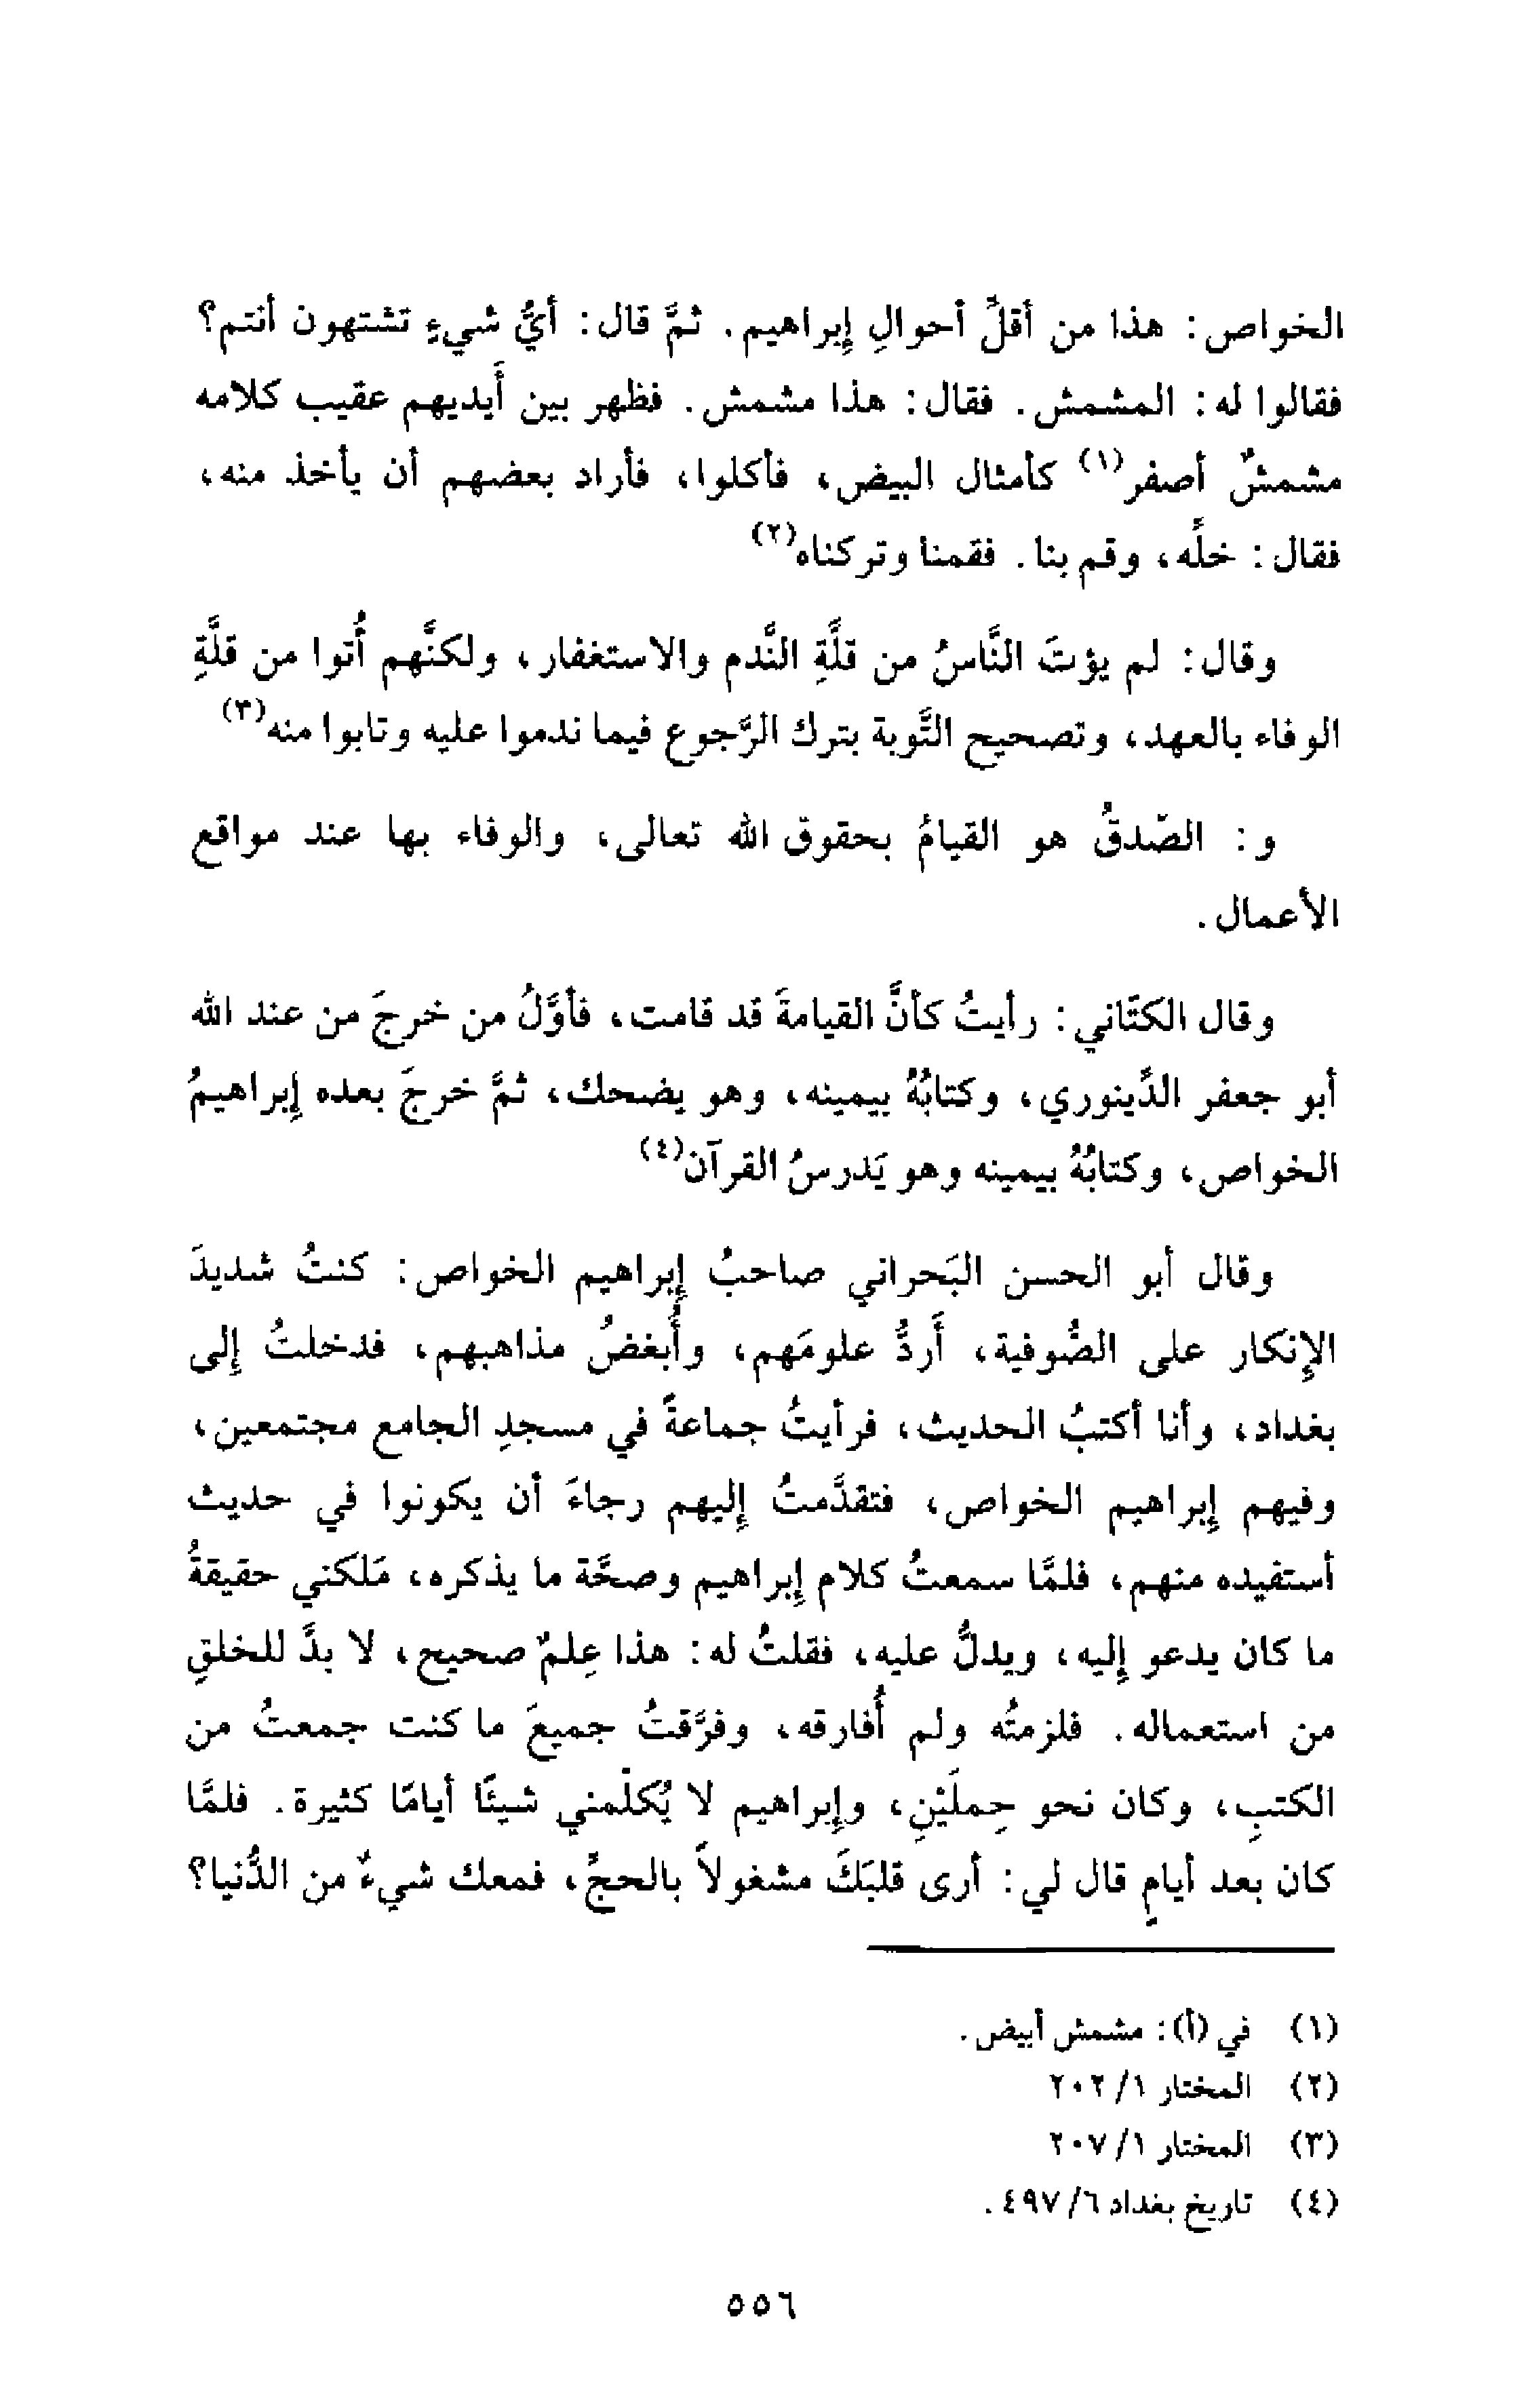 الخواص: هذا من أقلِّ أحوالِ إبراهيم. ثمَّ قال: أيُّ شيءٍ تشتهون أنتم؟
فقالوا له: المشمش. فقال: هذا مشمش. فظهر بين أَيديهم عقيب كلامه
مشمشٌ أصفر(١) كأمثال البيض، فأكلوا، فأراد بعضهم أن يأخذ منه،
فقال: خلِّه، وقم بنا. فقمنا وتركناه(٢)
وقال: لم يؤتَ النَّاسُ من قلَّةِ النَّدم والاستغفار، ولكنَّهم أُتوا من قلَّةِ
الوفاء بالعهد، وتصحيح التَّوبة بترك الرَّجوع فيما ندموا عليه وتابوا منه(٣)
و: الصّدقُ هو القيامُ بحقوق الله تعالى، والوفاء بها عند مواقع
الأعمال.
وقال الكتّاني: رأيتُ كأنَّ القيامةَ قد قامت، فأوَّلُ من خرجَ من عند الله
أبو جعفر الدِّينوري، وكتابُهُ بيمينه، وهو يضحك، ثمَّ خرجَ بعده إبراهيمُ
الخواص، وكتابُهُ بيمينه وهو يَدرسُ القرآن(٤)
وقال أبو الحسن البَحراني صاحبُ إبراهيم الخواص: كنتُ شديدَ
الإنكار على الصُّوفية، أَردُّ علومَهم، وأُبغضُ مذاهبهم، فدخلتُ إلى
بغداد، وأنا أكتبُ الحديث، فرأيتُ جماعةً في مسجدِ الجامع مجتمعين،
وفيهم إبراهيم الخواص، فتقدَّمتُ إليهم رجاءَ أن يكونوا في حديث
أستفيده منهم، فلمَّا سمعتُ كلام إبراهيم وصحَّة ما يذكره، مَلكني حقيقةُ
ما كان يدعو إليه، ويدلُّ عليه، فقلتُ له: هذا عِلمٌ صحيح، لا بدَّ للخلقِ
من استعماله. فلزمتُه ولم أُفارقه، وفرَّقتُ جميعَ ما كنت جمعتُ من
الكتبِ، وكان نحو حِملَيْنِ، وإبراهيم لا يُكلِّمني شيئًا أيامًا كثيرة. فلمَّا
كان بعد أيامٍ قال لي: أرى قلبَكَ مشغولاً بالحجِّ، فمعك شيءٌ من الدُّنيا؟
(١) في (أ): مشمش أبيض.
(٢) المختار ١/ ٢٠٢
(٣) المختار ١/ ٢٠٧
(٤) تاريخ بغداد ٦/ ٤٩٧.
٥٥٦